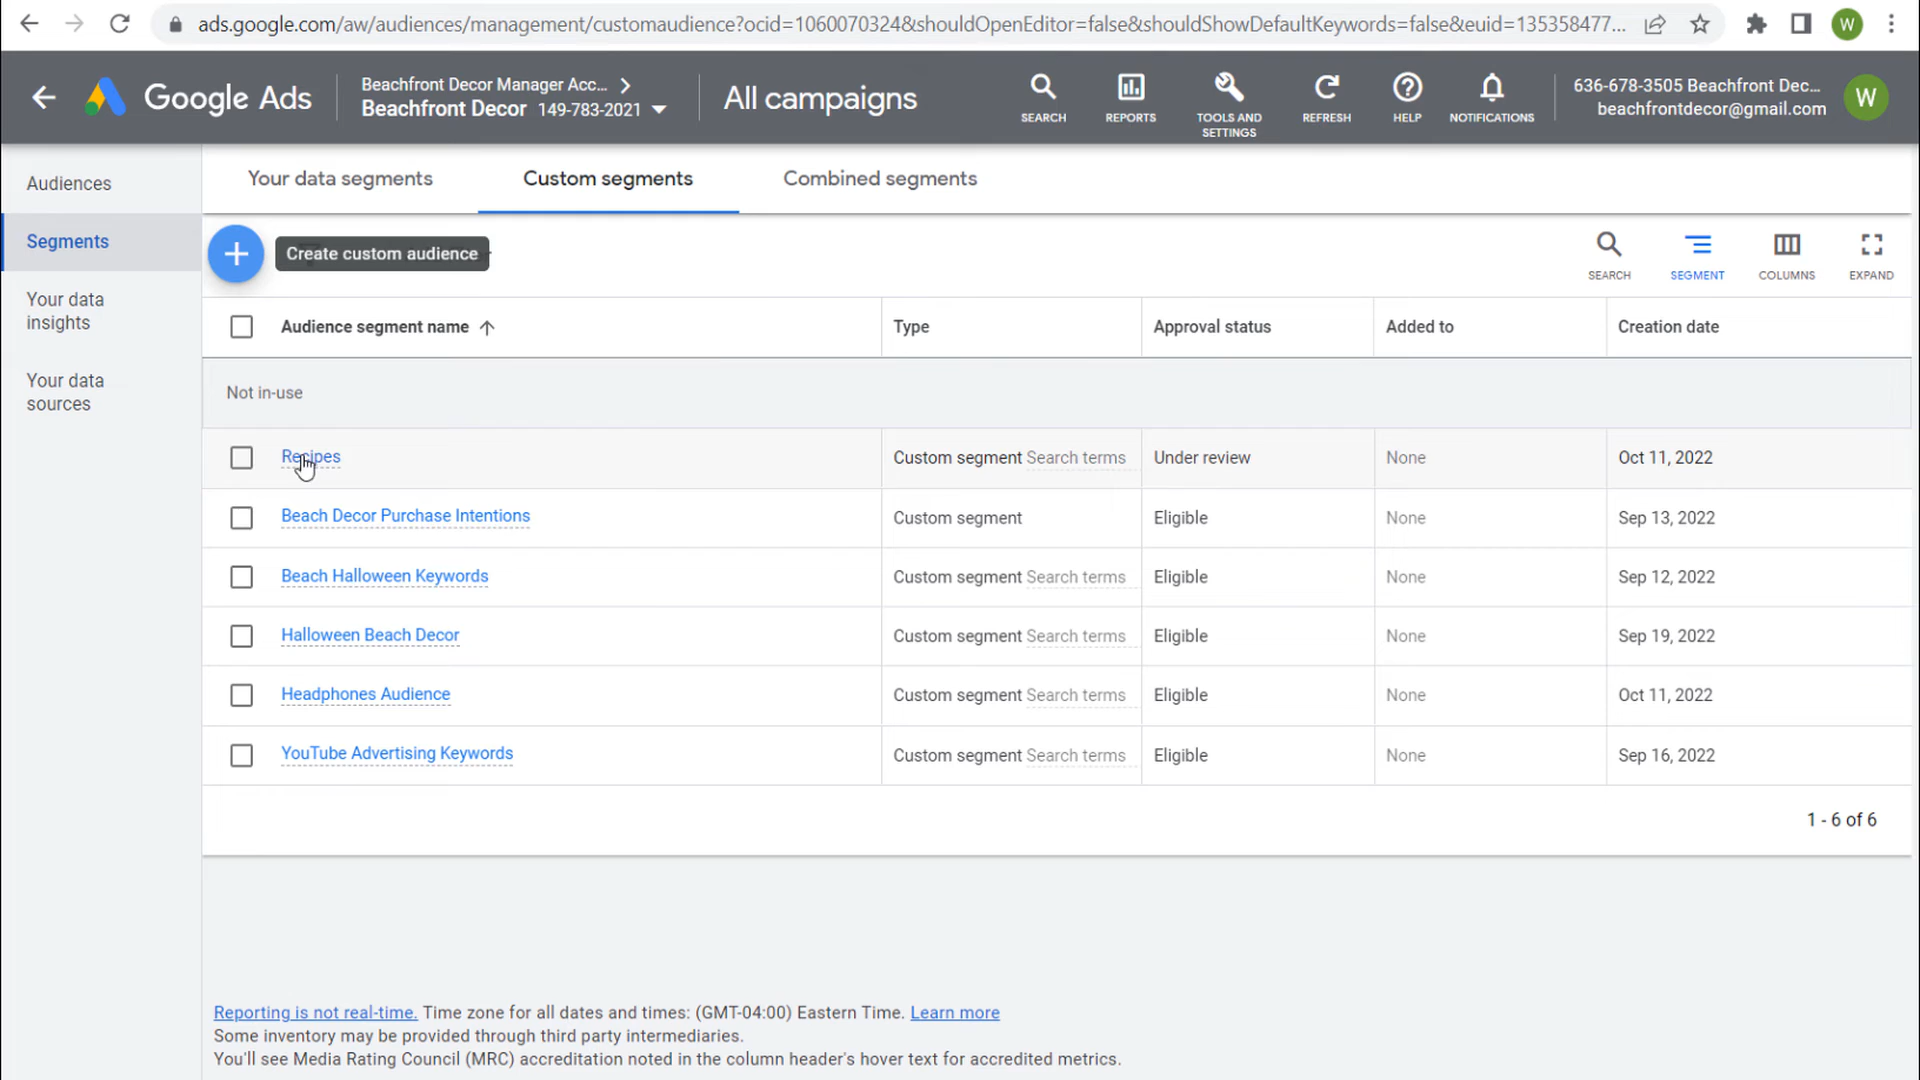 ads.google.com/aw/audiences/management/customaudience?ocid=1060070324&shouldOpenEditor=false&shouldShowDefaultKeywords=false&euid=135358477...
W
Google Ads
Beachfront Decor Manager Acc...
Beachfront Decor 149-783-2021
All campaigns
SEARCH
REPORTS
TOOLS AND
SETTINGS
REFRESH
HELP
NOTIFICATIONS
636-678-3505 Beachfront Dec...
beachfrontdecor@gmail.com
W
Audiences
Segments
Your data
insights
Your data
sources
Your data segments
Custom segments
Combined segments
Create custom audience
SEARCH
SEGMENT
COLUMNS
EXPAND
Audience segment name Type Approval status Added to Creation date
Not in-use
Recipes Custom segment Search terms Under review None Oct 11, 2022
Beach Decor Purchase Intentions Custom segment Eligible None Sep 13, 2022
Beach Halloween Keywords Custom segment Search terms Eligible None Sep 12, 2022
Halloween Beach Decor Custom segment Search terms Eligible None Sep 19, 2022
Headphones Audience Custom segment Search terms Eligible None Oct 11, 2022
YouTube Advertising Keywords Custom segment Search terms Eligible None Sep 16, 2022
1 - 6 of 6
Reporting is not real-time. Time zone for all dates and times: (GMT-04:00) Eastern Time. Learn more
Some inventory may be provided through third party intermediaries.
You'll see Media Rating Council (MRC) accreditation noted in the column header's hover text for accredited metrics.